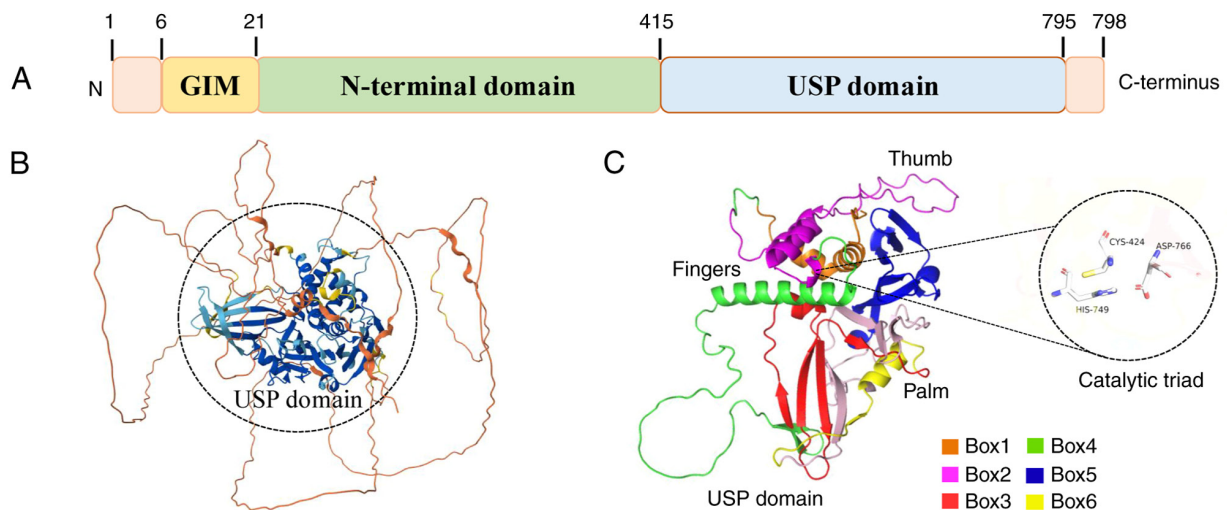 1 6 21 415 795 798
A
N
GIM
N-terminal domain
USP domain
C-terminus
B
USP domain
C
Thumb
Fingers
Palm
USP domain
CYS-424
ASP-766
HIS-749
Catalytic triad
Box1
Box4
Box2
Box5
Box3
Box6